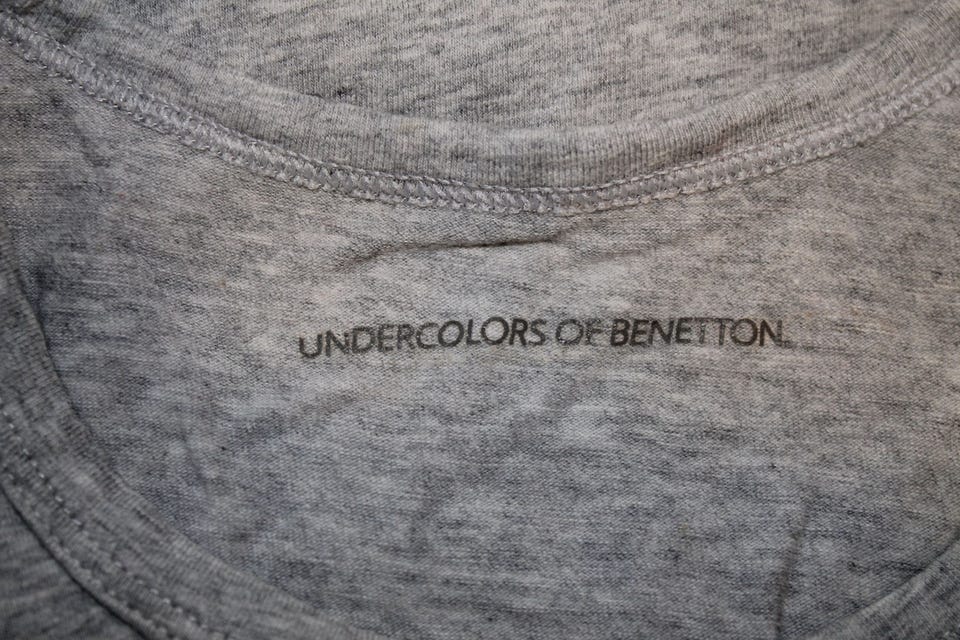 UNDERCOLORS OF BENETTON.